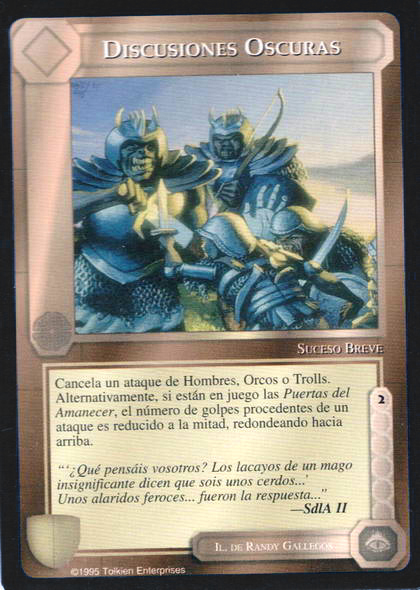 DISCUSIONES OSCURAS
SUCESO BREVE
Cancela un ataque de Hombres, Orcos o Trolls.
Alternativamente, si están en juego las Puertas del
Amanecer, el número de golpes procedentes de un
ataque es reducido a la mitad, redondeando hacia
arriba.
2
“‘¿Qué pensáis vosotros? Los lacayos de un mago
insignificante dicen que sois unos cerdos...’
Unos alaridos feroces... fueron la respuesta...”
—SdlA II
IL. DE RANDY GALLEGOS
©1995 Tolkien Enterprises